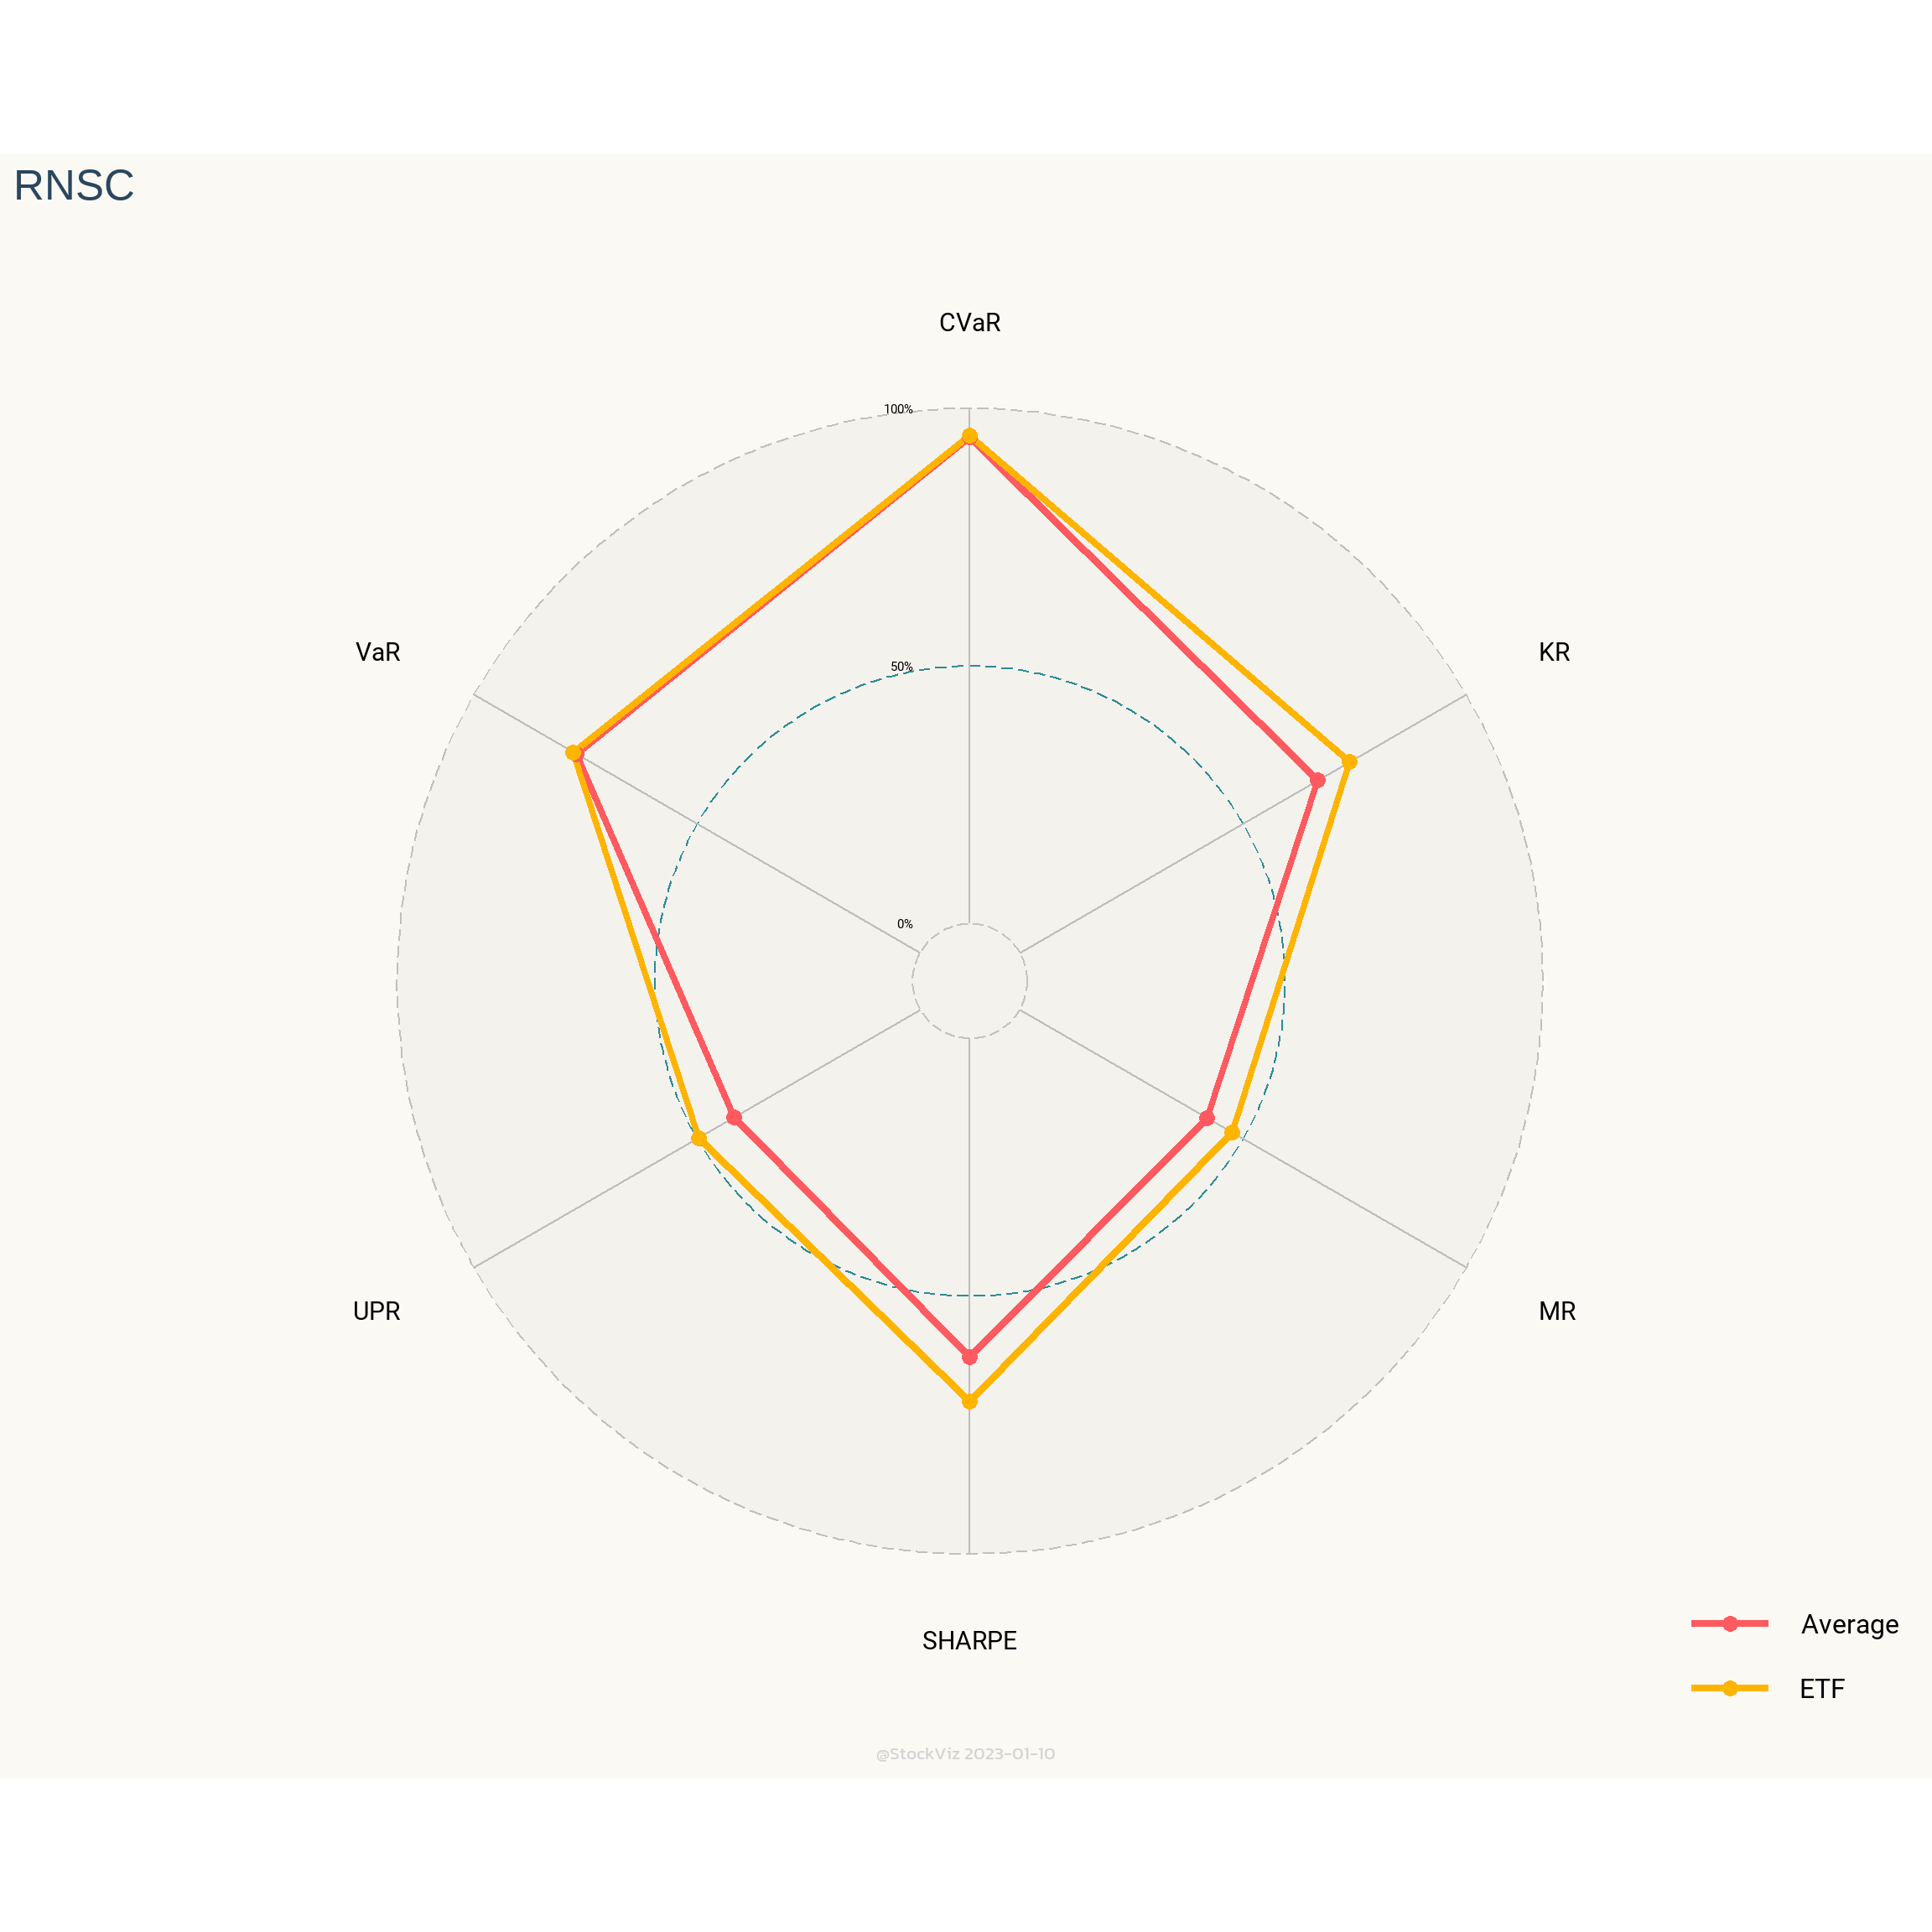 RNSC
CVaR
100%
VaR
KR
50%
0%
UPR
MR
SHARPE
Average
ETF
@StockViz 2023-01-10